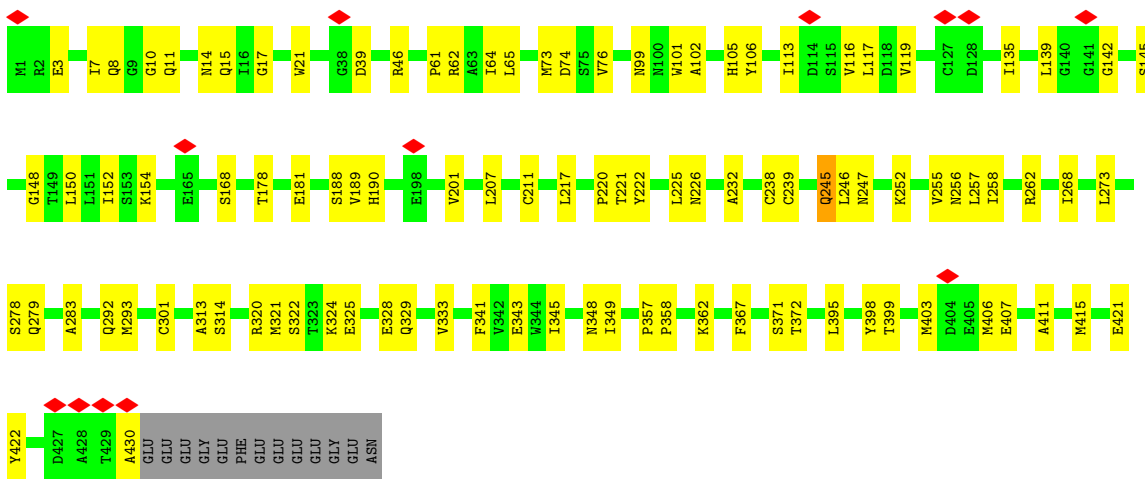 M1 R2 E3 I7 Q8 G9 G10 Q11 N14 Q15 I16 G17 W21 G38 D39 R46 P61 R62 A63 I64 L65 M73 D74 S75 V76 N99 N100 W101 A102 H105 Y106 I113 D114 S115 V116 L117 D118 V119 C127 D128 I135 L139 G140 G141 G142 S145
G148 T149 L150 L151 I152 S153 K154 E165 S168 T178 E181 S188 V189 H190 E198 V201 L207 C211 L217 P220 T221 Y222 L225 N226 A232 C238 C239 Q245 L246 N247 K252 V255 N256 L257 I258 R262 I268 L273
S278 Q279 A283 Q292 M293 C301 A313 S314 R320 M321 S322 T323 K324 E325 E328 Q329 V333 F341 V342 E343 W344 I345 N348 I349 P357 P358 K362 F367 S371 T372 L395 Y398 T399 M403 D404 E405 M406 E407 A411 M415 E421
Y422 D427 A428 T429 A430 GLU GLU GLU GLY GLU PHE GLU GLU GLU GLU GLY GLU ASN